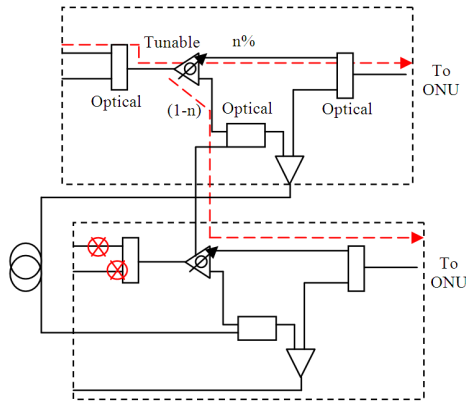 Tunable
n%
To
ONU
Optical
(1-n)
Optical
Optical
To
ONU